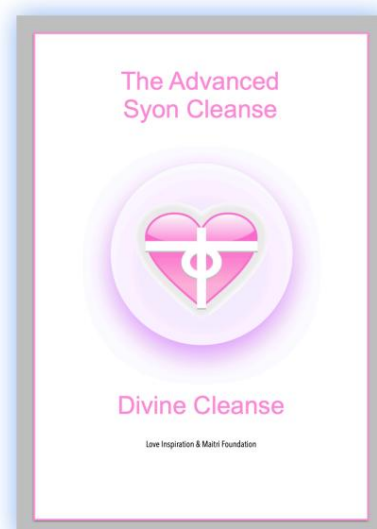 The Advanced
Syon Cleanse
Divine Cleanse
Love Inspiration & Maitri Foundation